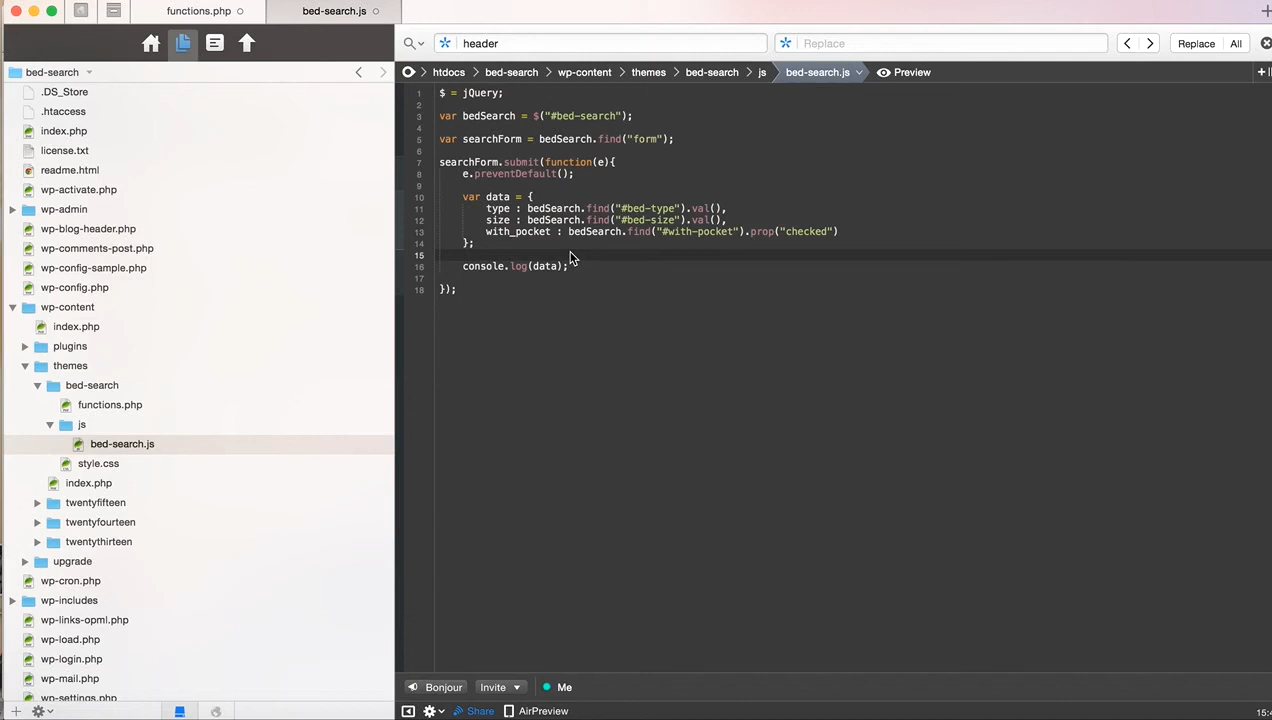 functions.php
bed-search.js
header
Replace
Replace
All
bed-search
htdocs
bed-search
wp-content
themes
bed-search
js
bed-search.js
Preview
.DS_Store
.htaccess
index.php
license.txt
readme.html
wp-activate.php
wp-admin
wp-blog-header.php
wp-comments-post.php
wp-config-sample.php
wp-config.php
wp-content
index.php
plugins
themes
bed-search
functions.php
js
bed-search.js
style.css
index.php
twentyfifteen
twentyfourteen
twentythirteen
upgrade
wp-cron.php
wp-includes
wp-links-opml.php
wp-load.php
wp-login.php
wp-mail.php
wp-settings.php
1 $ = jQuery;
2
3 var bedSearch = $("#bed-search");
4
5 var searchForm = bedSearch.find("form");
6
7 searchForm.submit(function(e){
8 e.preventDefault();
9
10 var data = {
11 type : bedSearch.find("#bed-type").val(),
12 size : bedSearch.find("#bed-size").val(),
13 with_pocket : bedSearch.find("#with-pocket").prop("checked")
14 };
15
16 console.log(data);
17
18 });
Bonjour
Invite
Me
Share
AirPreview